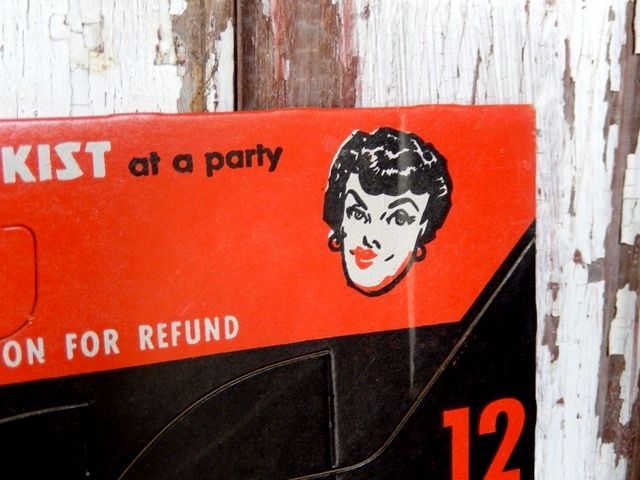 KIST at a party
ON FOR REFUND
12